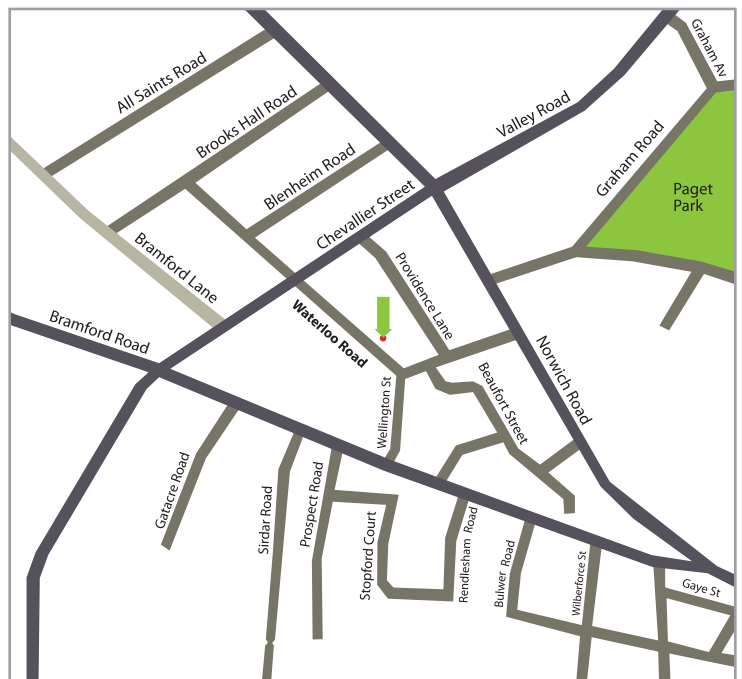 Graham Av
All Saints Road
Brooks Hall Road
Valley Road
Blenheim Road
Graham Road
Chevallier Street
Paget
Park
Bramford Lane
Providence Lane
Bramford Road
Waterloo Road
Norwich Road
Wellington St
Beaufort Street
Gatacre Road
Sirdar Road
Prospect Road
Stopford Court
Rendlesham Road
Bulwer Road
Wilberforce St
Gaye St